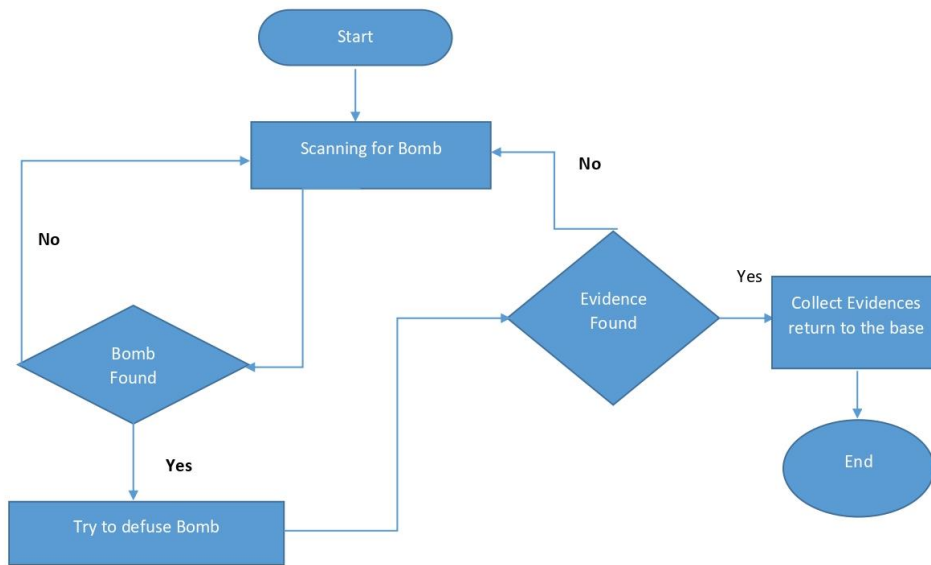 Start
Scanning for Bomb
No
No
Bomb
Found
Yes
Try to defuse Bomb
Evidence
Found
Yes
Collect Evidences
return to the base
End